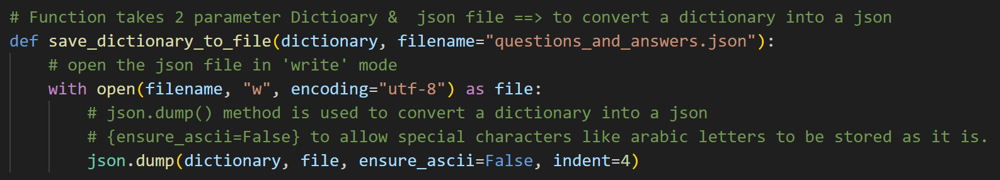 # Function takes 2 parameter Dictioary &  json file ==> to convert a dictionary into a json
def save_dictionary_to_file(dictionary, filename="questions_and_answers.json"):
    # open the json file in 'write' mode
    with open(filename, "w", encoding="utf-8") as file:
        # json.dump() method is used to convert a dictionary into a json
        # {ensure_ascii=False} to allow special characters like arabic letters to be stored as it is.
        json.dump(dictionary, file, ensure_ascii=False, indent=4)